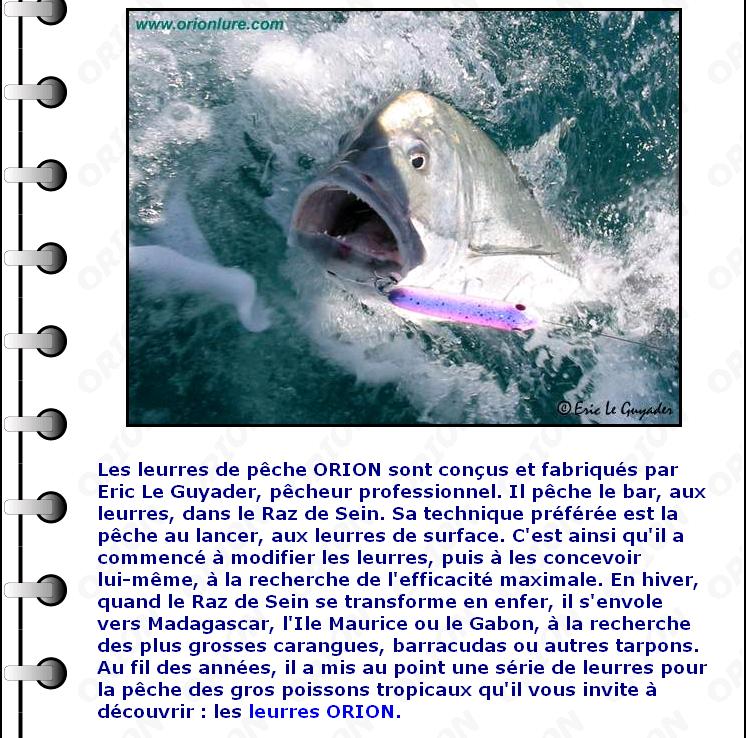 www.orionlure.com
©Eric Le Guyader
Les leurres de pêche ORION sont conçus et fabriqués par
Eric Le Guyader, pêcheur professionnel. Il pêche le bar, aux
leurres, dans le Raz de Sein. Sa technique préférée est la
pêche au lancer, aux leurres de surface. C'est ainsi qu'il a
commencé à modifier les leurres, puis à les concevoir
lui-même, à la recherche de l'efficacité maximale. En hiver,
quand le Raz de Sein se transforme en enfer, il s'envole
vers Madagascar, l'Ile Maurice ou le Gabon, à la recherche
des plus grosses carangues, barracudas ou autres tarpons.
Au fil des années, il a mis au point une série de leurres pour
la pêche des gros poissons tropicaux qu'il vous invite à
découvrir : les leurres ORION.